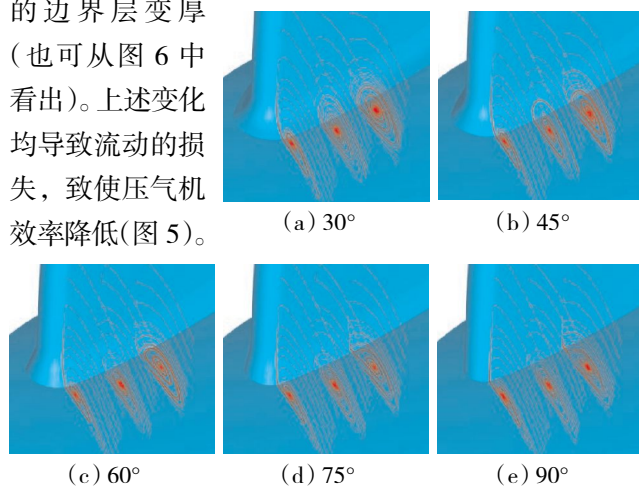 的边界层变厚
(也可从图 6 中
看出)。上述变化
均导致流动的损
失，致使压气机
效率降低(图 5)。
(a) 30°
(b) 45°
(c) 60°
(d) 75°
(e) 90°